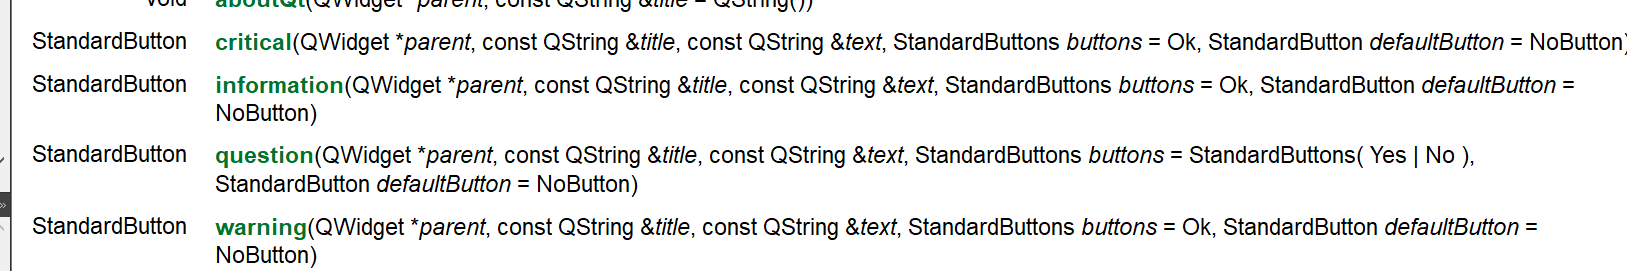 void aboutQt(QWidget *parent, const QString &title = QString())
StandardButton critical(QWidget *parent, const QString &title, const QString &text, StandardButtons buttons = Ok, StandardButton defaultButton = NoButton)
StandardButton information(QWidget *parent, const QString &title, const QString &text, StandardButtons buttons = Ok, StandardButton defaultButton =
NoButton)
StandardButton question(QWidget *parent, const QString &title, const QString &text, StandardButtons buttons = StandardButtons( Yes | No ),
StandardButton defaultButton = NoButton)
StandardButton warning(QWidget *parent, const QString &title, const QString &text, StandardButtons buttons = Ok, StandardButton defaultButton =
NoButton)